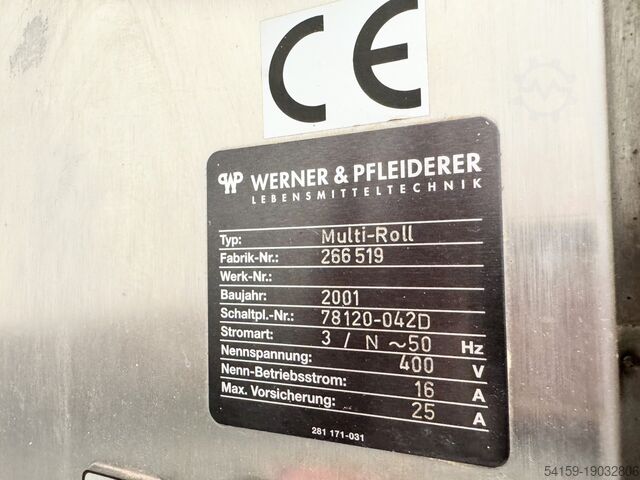 CE
WP WERNER & PFLEIDERER
LEBENSMITTELTECHNIK
Typ: Multi-Roll
Fabrik-Nr.: 266 519
Werk-Nr.:
Baujahr: 2001
Schaltpl.-Nr.: 78120-042D
Stromart: 3 / N ~50 Hz
Nennspannung: 400 V
Nenn-Betriebsstrom: 16 A
Max. Vorsicherung: 25 A
281 171-031
54159-19032806